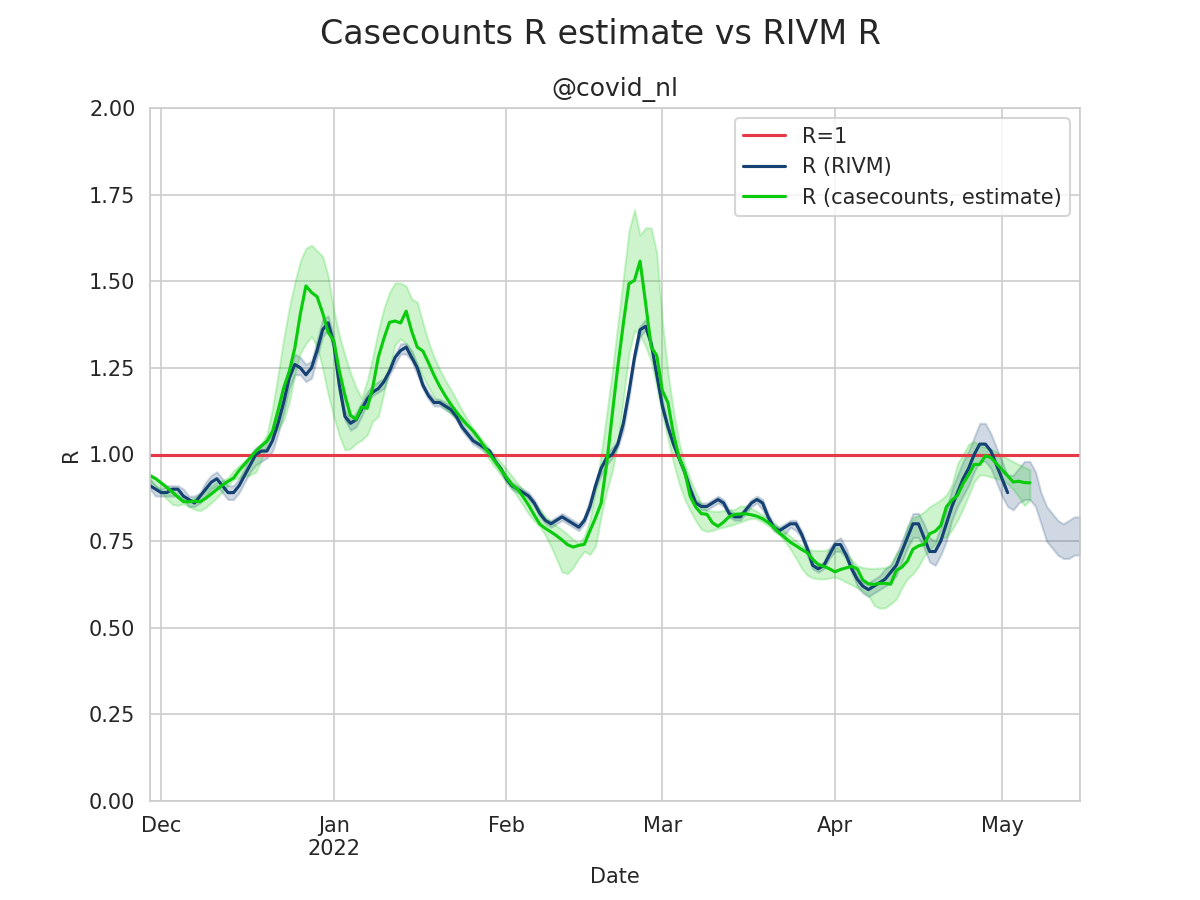 Casecounts R estimate vs RIVM R
@covid_nl
2.00
1.75
1.50
1.25
1.00
0.75
0.50
0.25
0.00
R
R=1
R (RIVM)
R (casecounts, estimate)
Dec
Jan
2022
Feb
Mar
Apr
May
Date